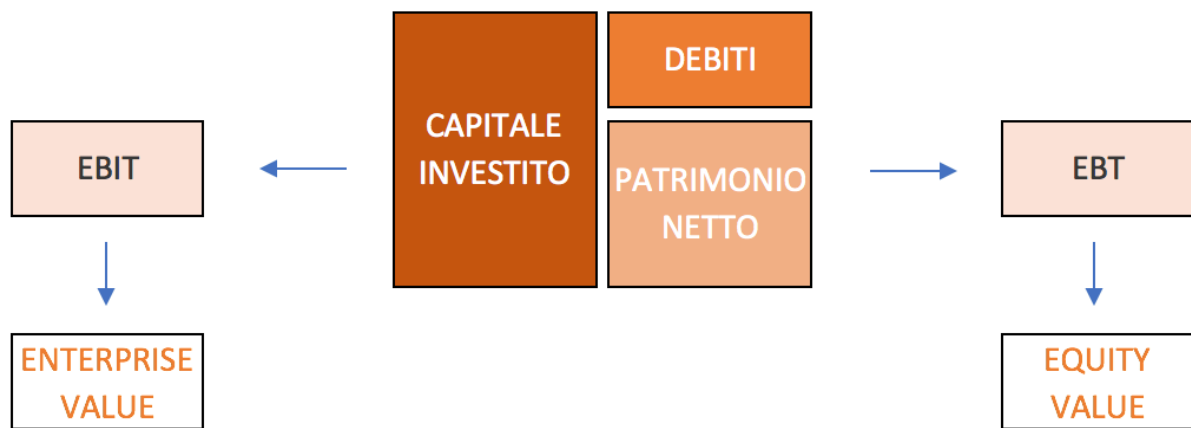 DEBITI
CAPITALE
INVESTITO
EBIT
PATRIMONIO
NETTO
EBT
ENTERPRISE
VALUE
EQUITY
VALUE